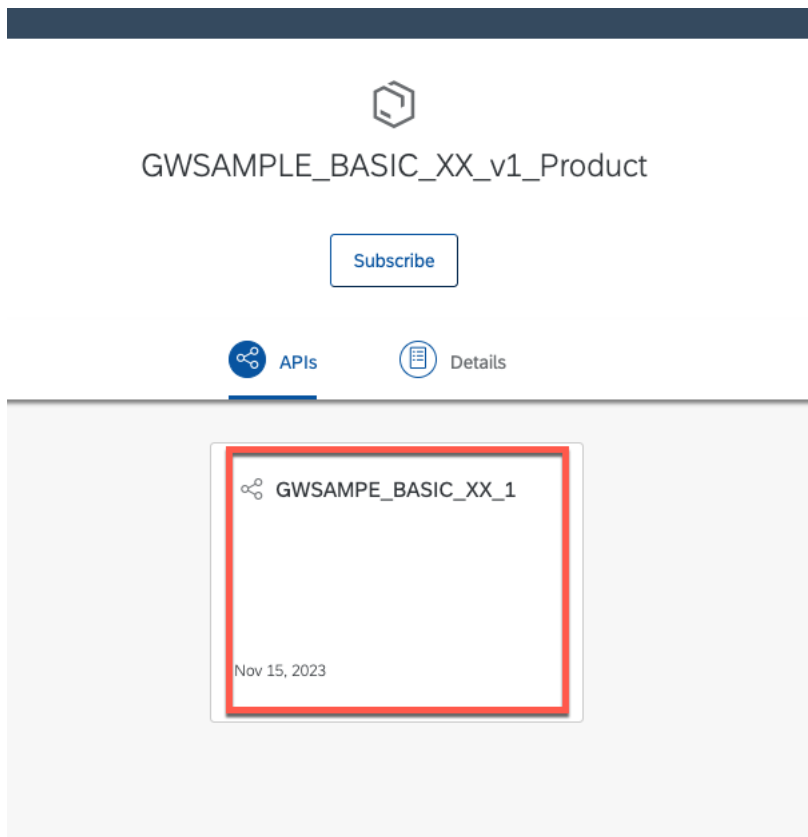 GWSAMPLE_BASIC_XX_v1_Product
Subscribe
APIs
Details
GWSAMPE_BASIC_XX_1
Nov 15, 2023